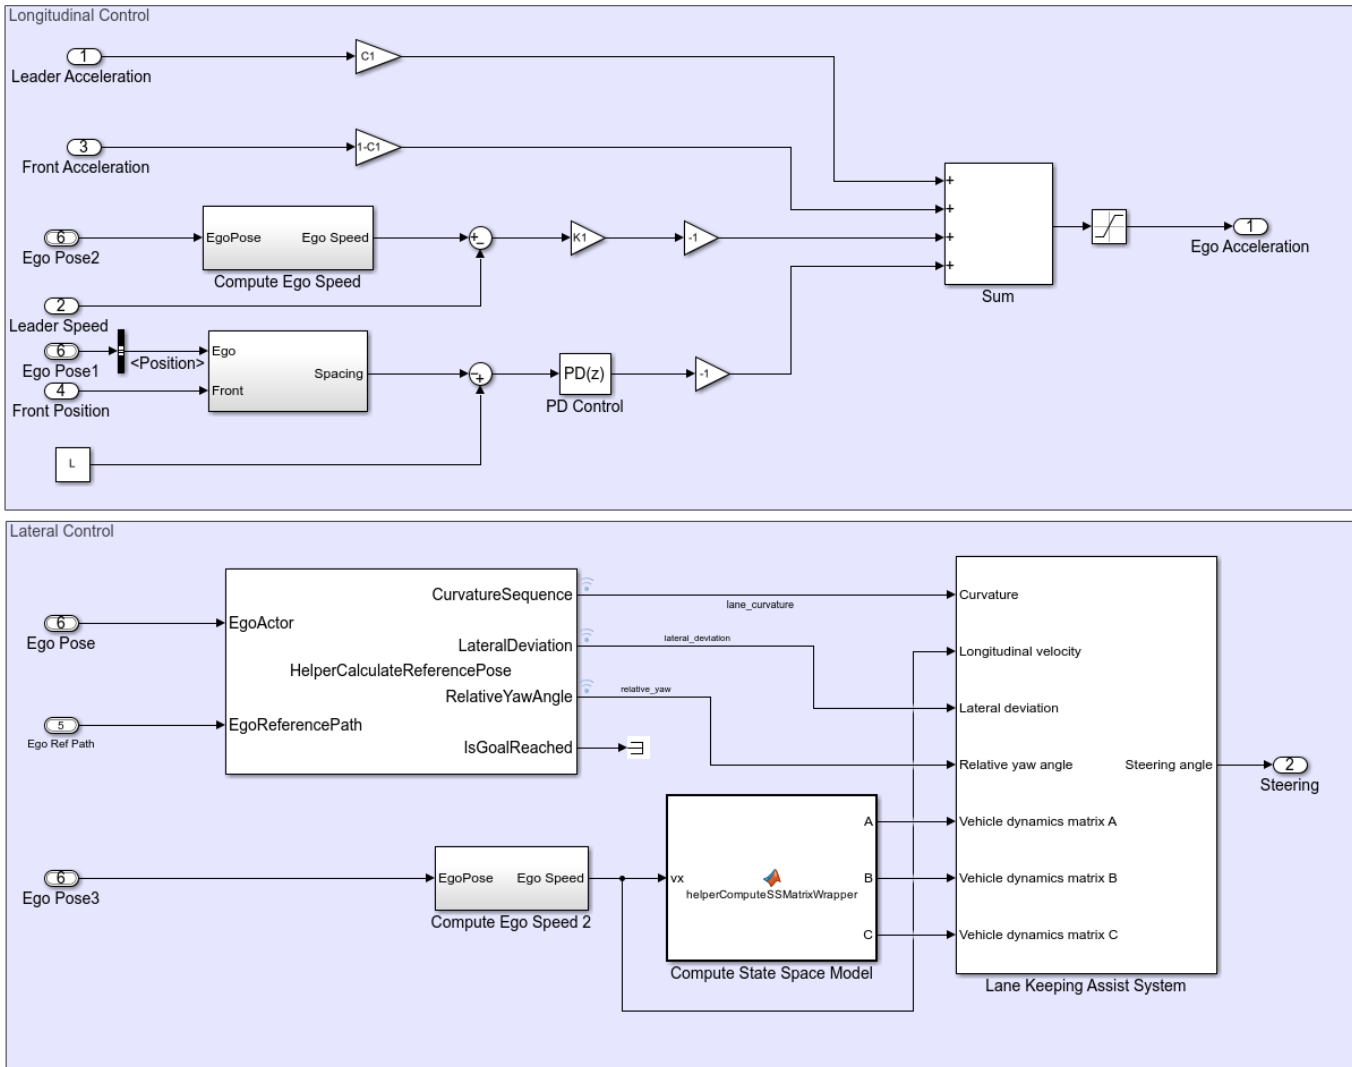 Longitudinal Control
1
Leader Acceleration
C1
3
Front Acceleration
1-C1
+
+
+
+
Sum
1
Ego Acceleration
6
Ego Pose2
EgoPose
Ego Speed
Compute Ego Speed
+
−
K1
-1
2
Leader Speed
6
Ego Pose1
<Position>
Ego
Front
Spacing
4
Front Position
−
+
PD(z)
PD Control
-1
L
Lateral Control
6
Ego Pose
5
Ego Ref Path
EgoActor
EgoReferencePath
HelperCalculateReferencePose
CurvatureSequence
LateralDeviation
RelativeYawAngle
IsGoalReached
lane_curvature
lateral_deviation
relative_yaw
6
Ego Pose3
EgoPose
Ego Speed
Compute Ego Speed 2
vx
helperComputeSSMatrixWrapper
A
B
C
Compute State Space Model
Curvature
Longitudinal velocity
Lateral deviation
Relative yaw angle
Vehicle dynamics matrix A
Vehicle dynamics matrix B
Vehicle dynamics matrix C
Steering angle
Lane Keeping Assist System
2
Steering